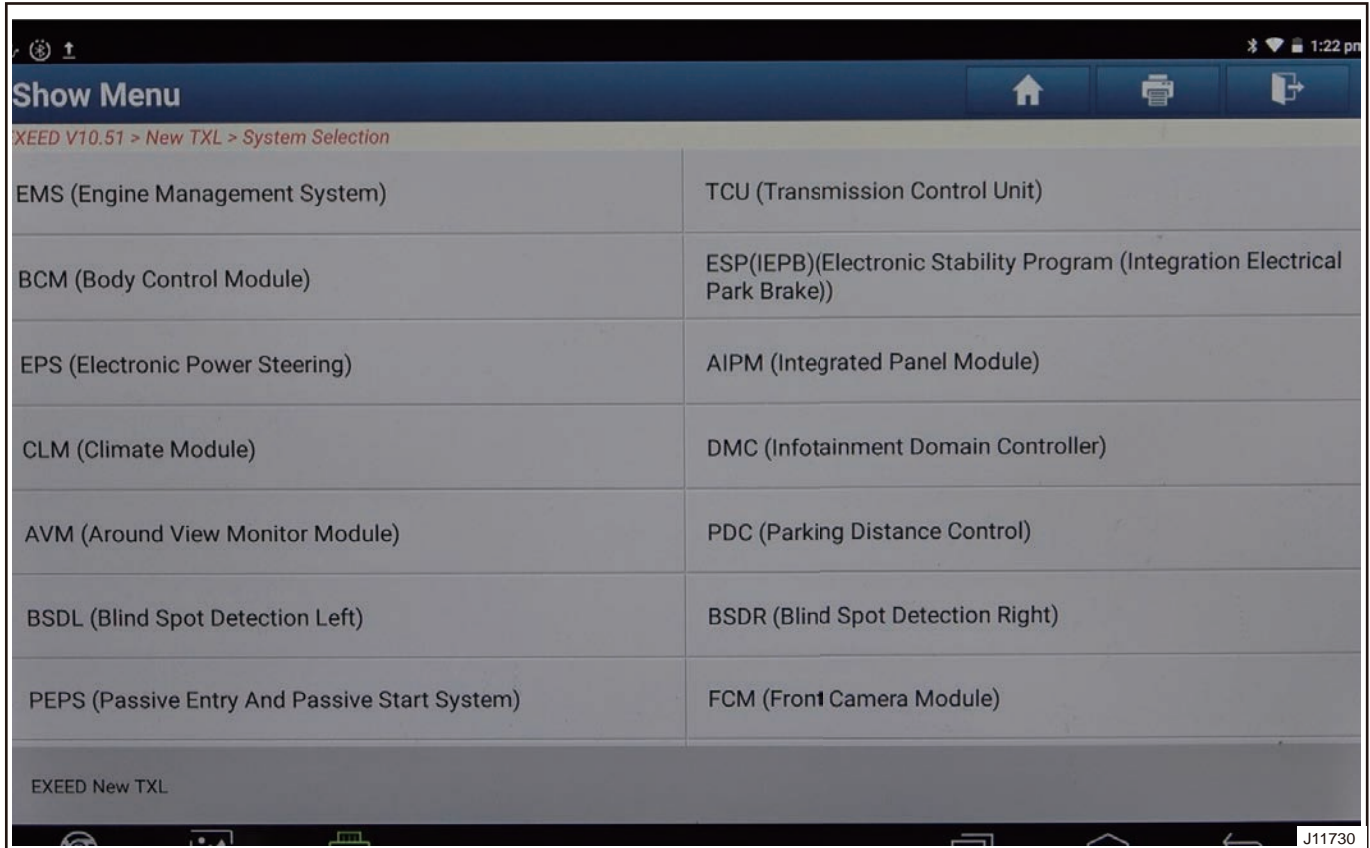 1:22 pm
Show Menu
XEED V10.51 > New TXL > System Selection
EMS (Engine Management System)
TCU (Transmission Control Unit)
BCM (Body Control Module)
ESP(IEPB)(Electronic Stability Program (Integration Electrical
Park Brake))
EPS (Electronic Power Steering)
AIPM (Integrated Panel Module)
CLM (Climate Module)
DMC (Infotainment Domain Controller)
AVM (Around View Monitor Module)
PDC (Parking Distance Control)
BSDL (Blind Spot Detection Left)
BSDR (Blind Spot Detection Right)
PEPS (Passive Entry And Passive Start System)
FCM (Front Camera Module)
EXEED New TXL
J11730